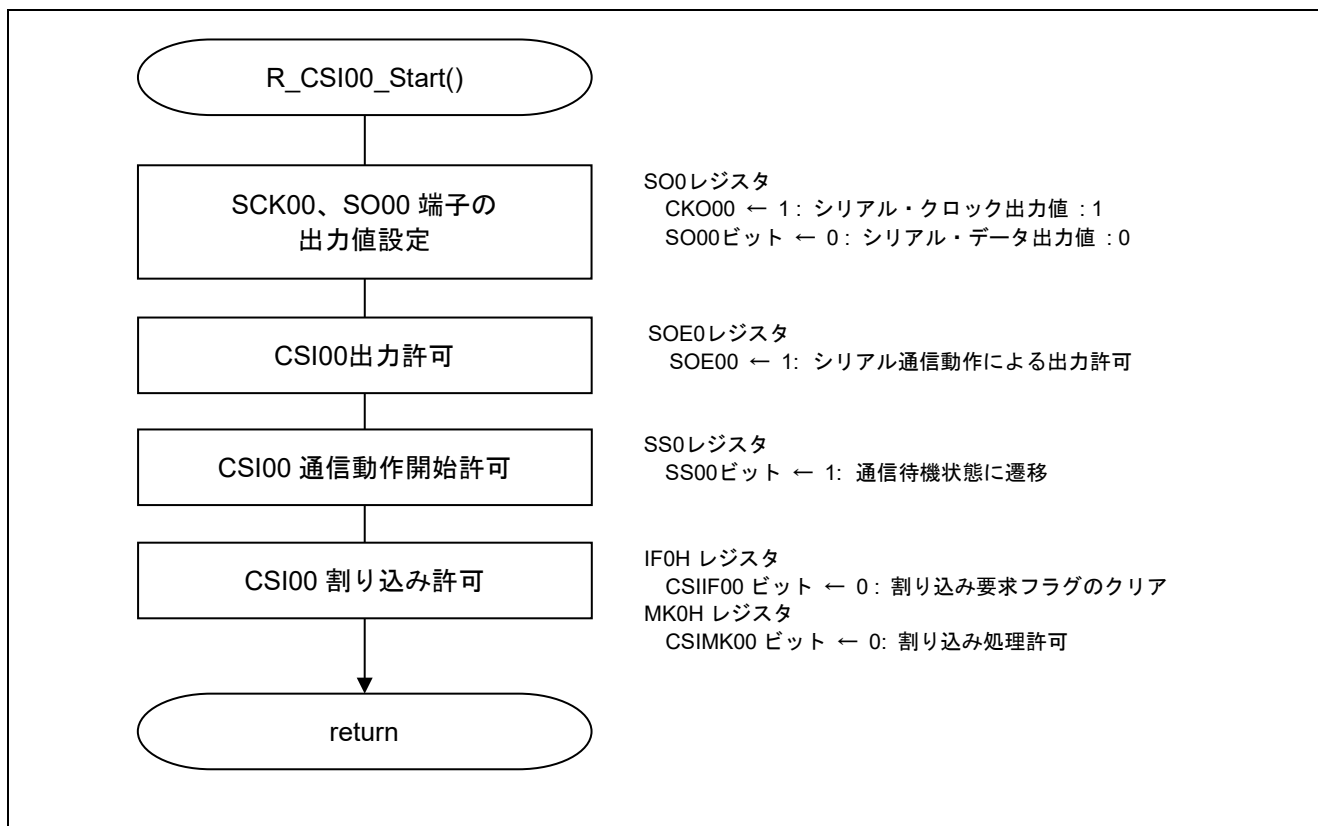 R_CSI00_Start()
SCK00、SO00 端子の
出力値設定
SO0レジスタ
CKO00 ← 1 : シリアル・クロック出力値 : 1
SO00ビット ← 0 : シリアル・データ出力値 : 0
CSI00出力許可
SOE0レジスタ
SOE00 ← 1: シリアル通信動作による出力許可
CSI00 通信動作開始許可
SS0レジスタ
SS00ビット ← 1: 通信待機状態に遷移
CSI00 割り込み許可
IF0H レジスタ
CSIIF00 ビット ← 0 : 割り込み要求フラグのクリア
MK0H レジスタ
CSIMK00 ビット ← 0: 割り込み処理許可
return